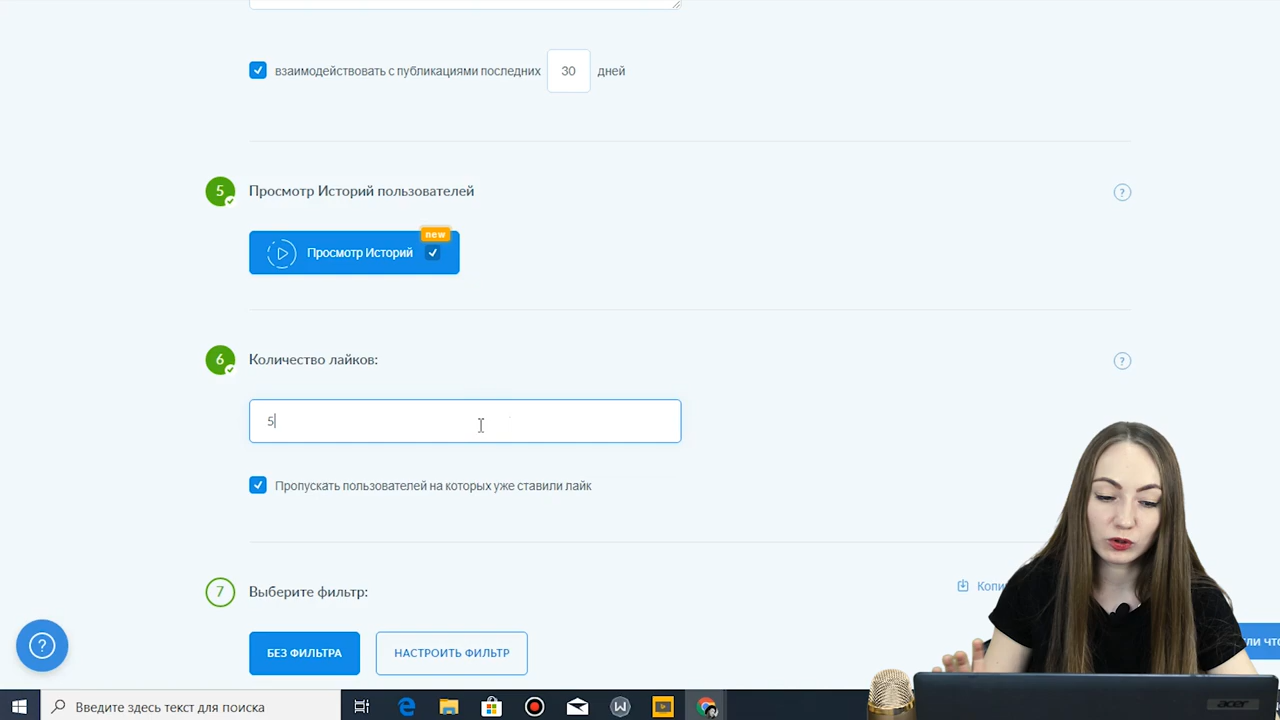 взаимодействовать с публикациями последних 30 дней
5 Просмотр Историй пользователей ?
new
Просмотр Историй
6 Количество лайков: ?
5
Пропускать пользователей на которых уже ставили лайк
7 Выберите фильтр:
БЕЗ ФИЛЬТРА НАСТРОИТЬ ФИЛЬТР
?
Введите здесь текст для поиска
acer